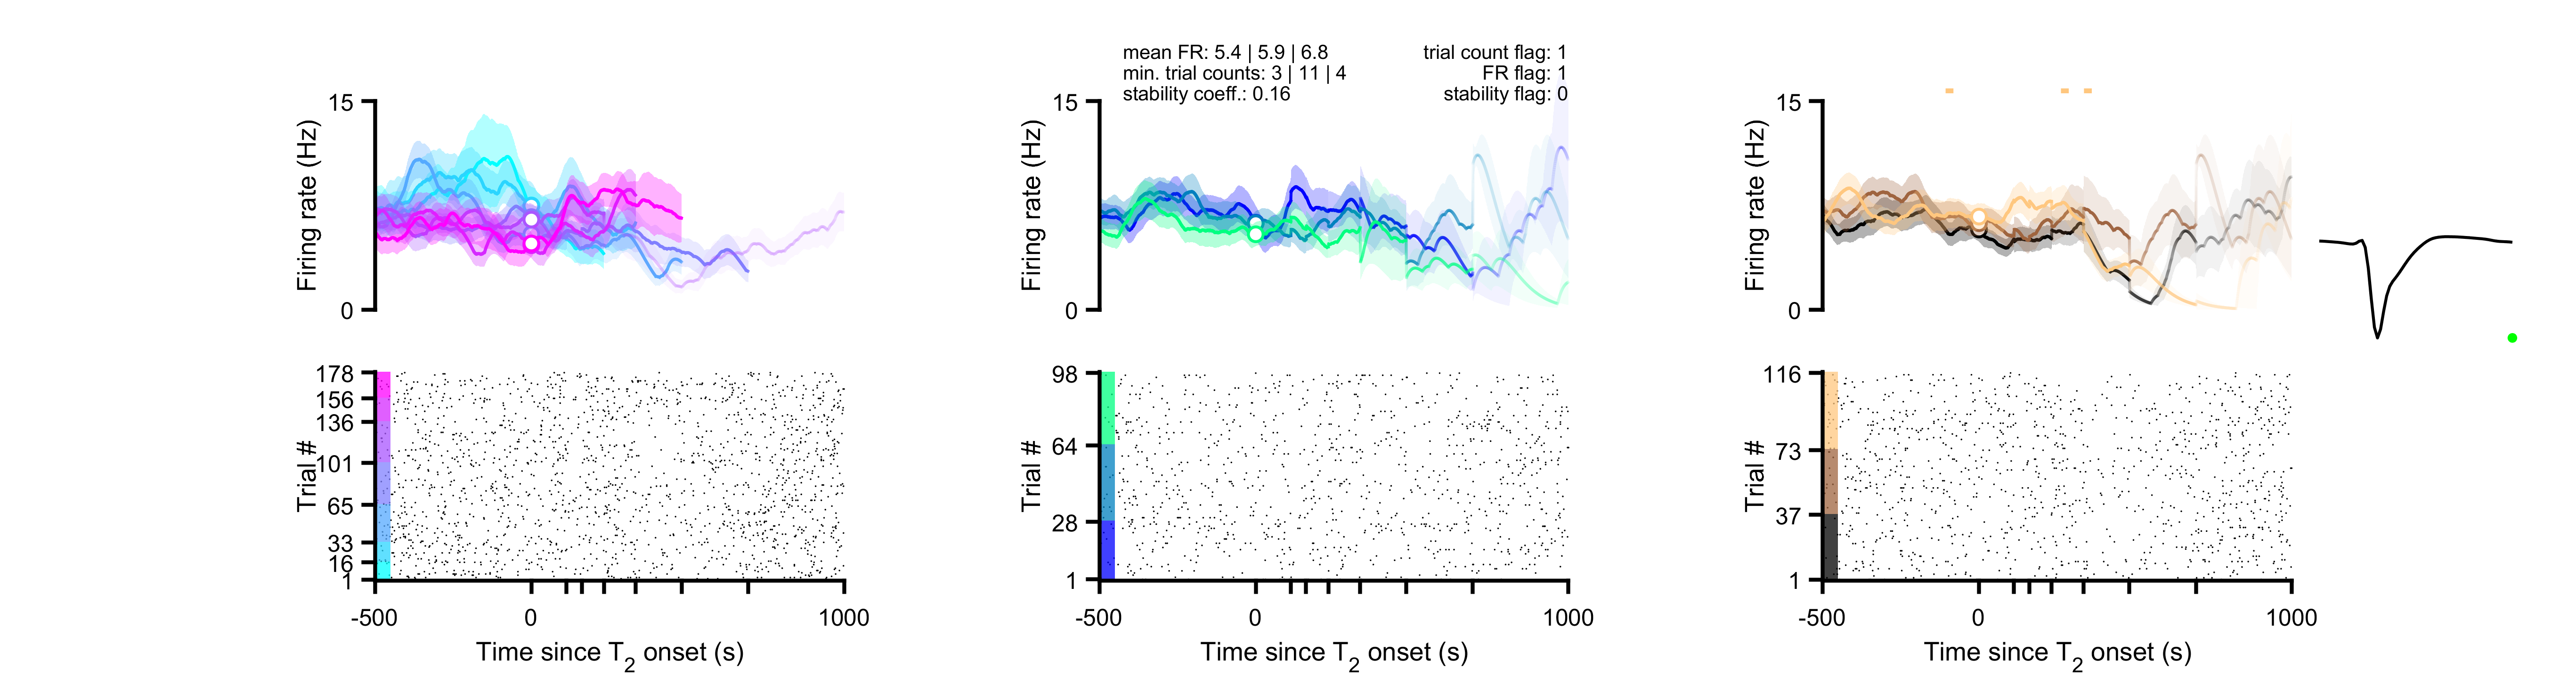 mean FR: 5.4 | 5.9 | 6.8
min. trial counts: 3 | 11 | 4
stability coeff.: 0.16
trial count flag: 1
FR flag: 1
stability flag: 0
15
Firing rate (Hz)
0
15
Firing rate (Hz)
0
15
Firing rate (Hz)
0
178
156
136
101
65
33
16
1
Trial #
-500
0
1000
Time since T2 onset (s)
98
64
28
1
Trial #
-500
0
1000
Time since T2 onset (s)
116
73
37
1
Trial #
-500
0
1000
Time since T2 onset (s)